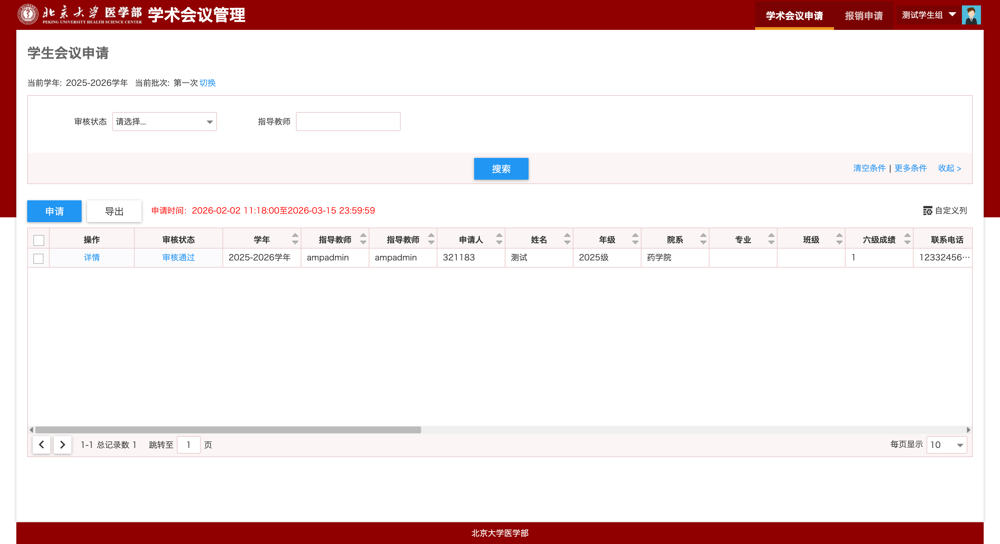 北京大学医学部 学术会议管理 学术会议申请 报销申请 测试学生组
PEKING UNIVERSITY HEALTH SCIENCE CENTER
学生会议申请
当前学年: 2025-2026学年 当前批次: 第一次 切换
审核状态 请选择... 指导教师
搜索 清空条件 | 更多条件 收起 >
申请 导出 申请时间: 2026-02-02 11:18:00至2026-03-15 23:59:59 自定义列
操作 审核状态 学年 指导教师 指导教师 申请人 姓名 年级 院系 专业 班级 六级成绩 联系电话
详情 审核通过 2025-2026学年 ampadmin ampadmin 321183 测试 2025级 药学院 1 12332456···
1-1 总记录数 1 跳转至 1 页 每页显示 10
北京大学医学部